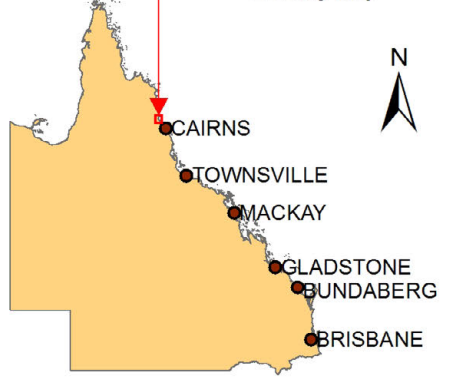 N
CAIRNS
TOWNSVILLE
MACKAY
GLADSTONE
BUNDABERG
BRISBANE